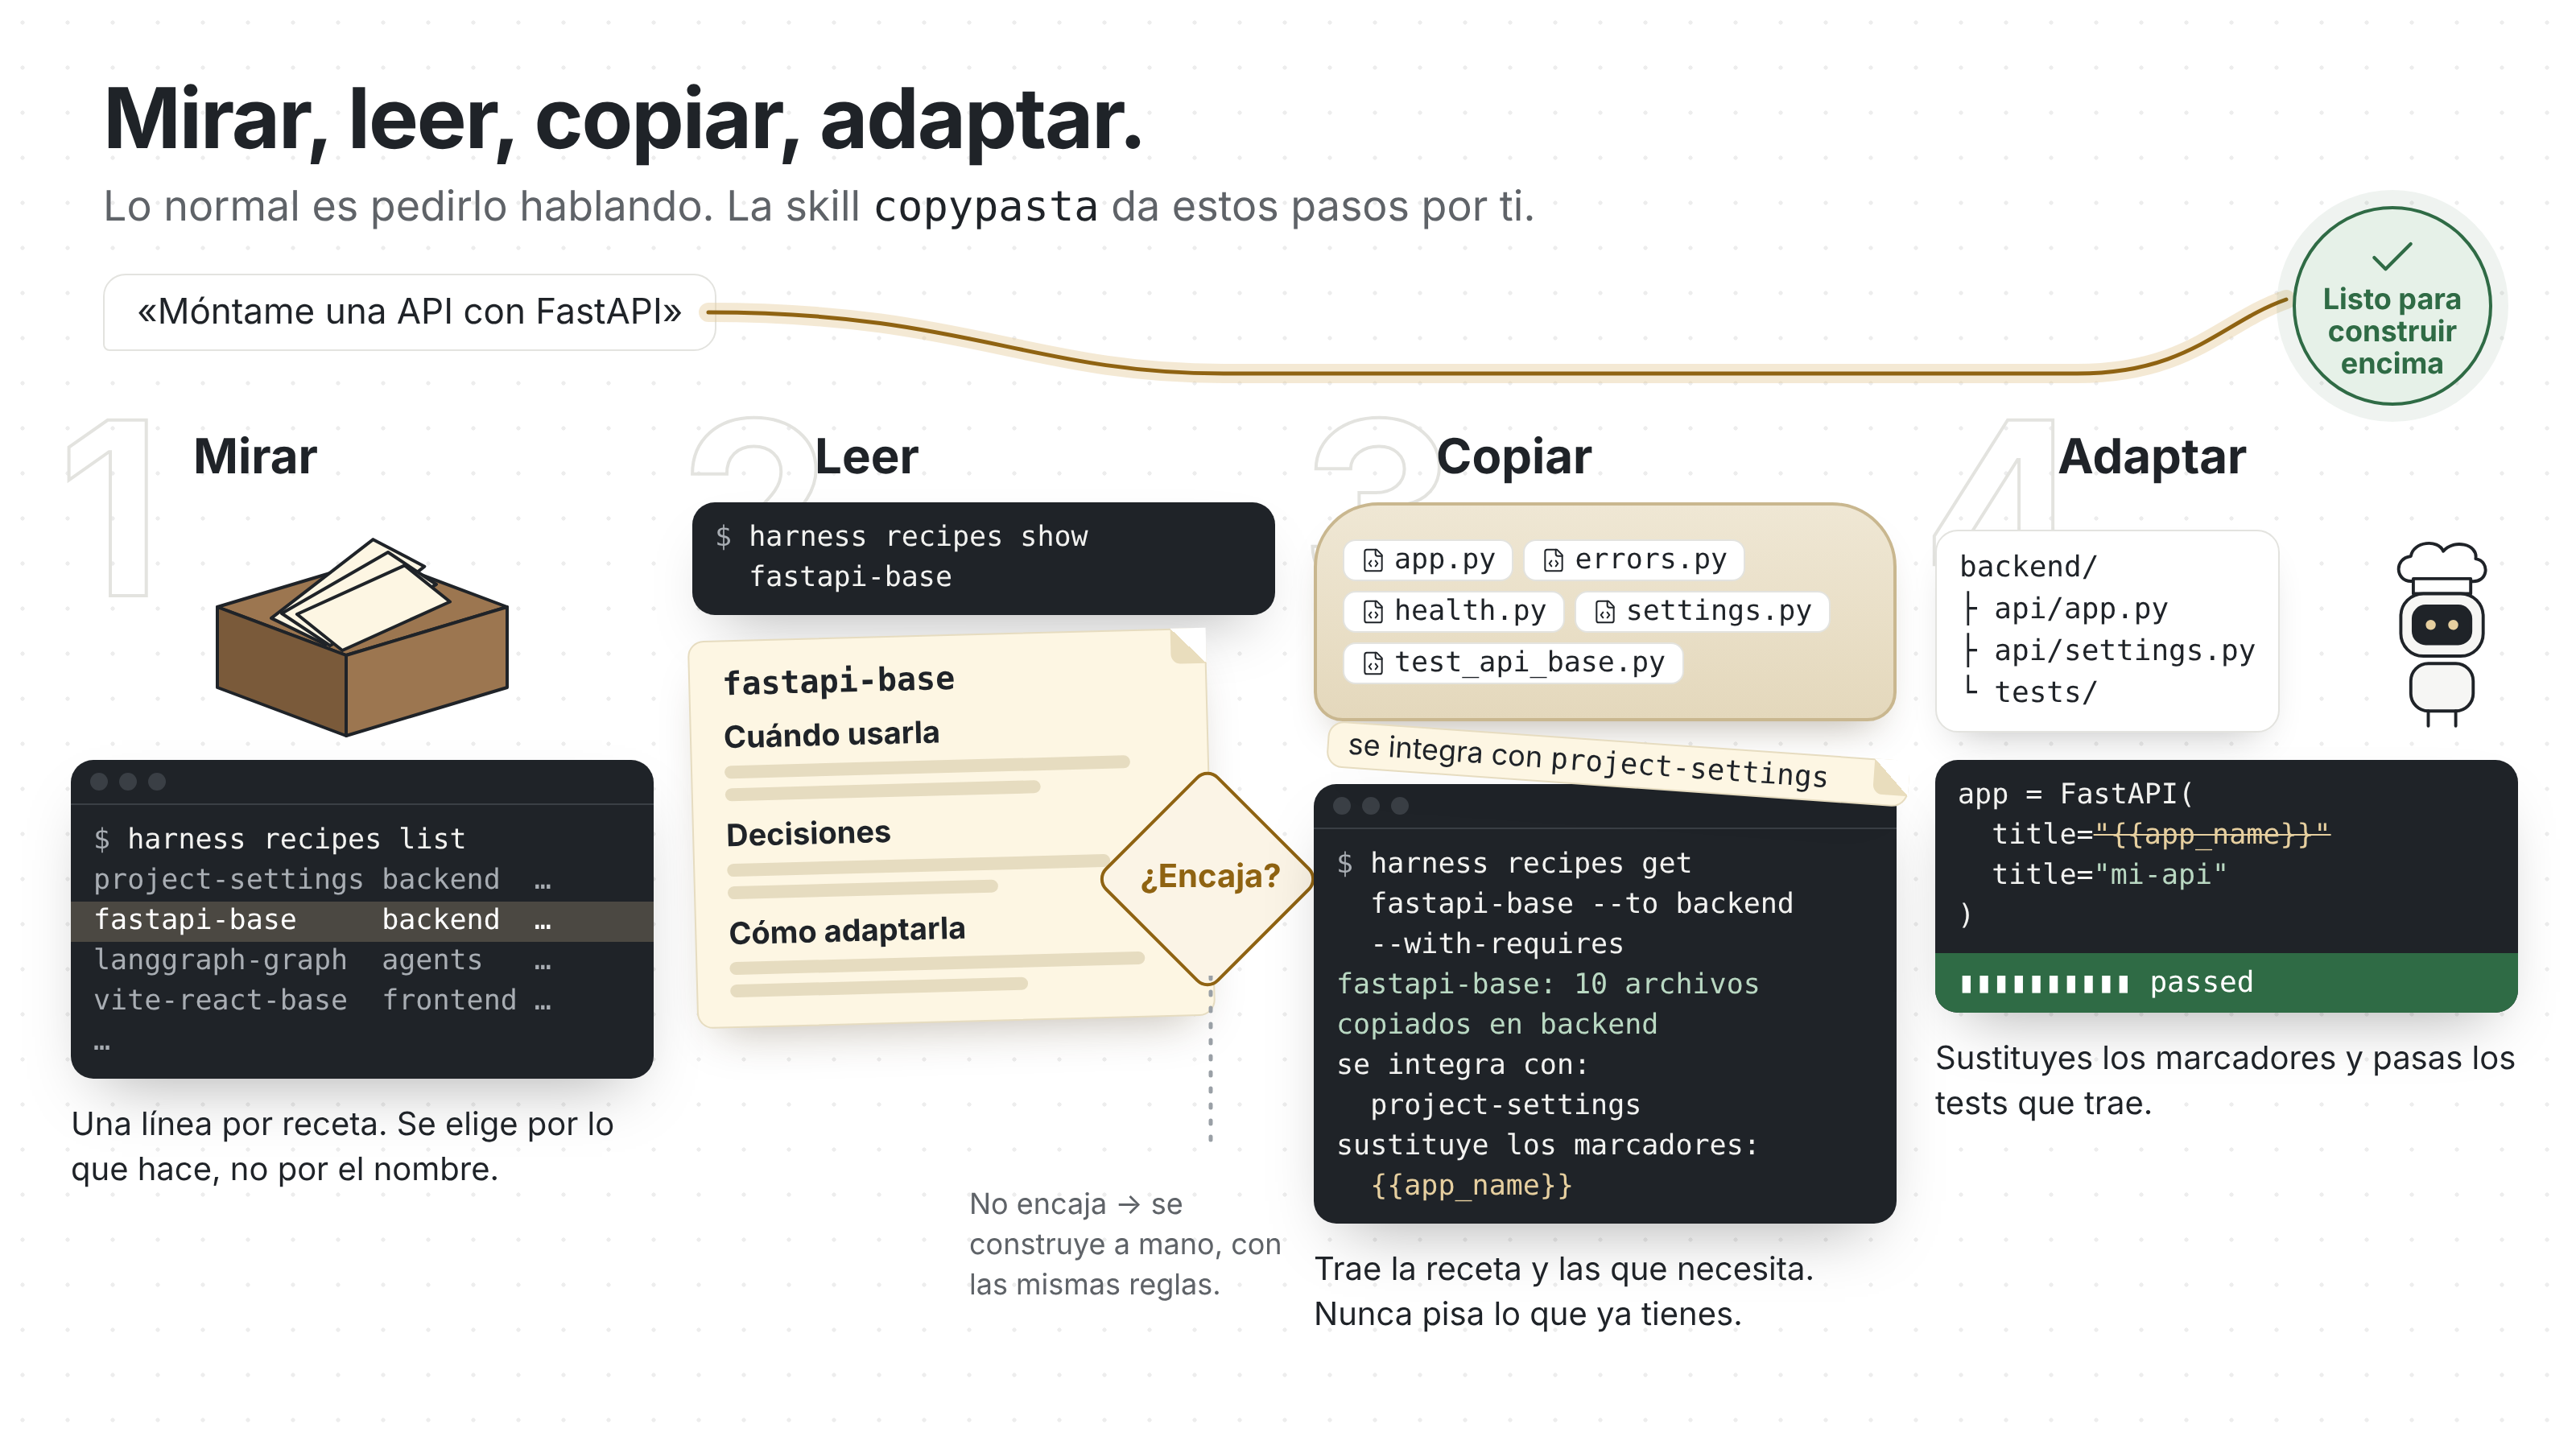 Mirar, leer, copiar, adaptar.
Lo normal es pedirlo hablando. La skill copypasta da estos pasos por ti.
«Móntame una API con FastAPI»
Listo para
construir
encima
1
Mirar
$ harness recipes list
project-settings backend …
fastapi-base backend …
langgraph-graph agents …
vite-react-base frontend …
…
Una línea por receta. Se elige por lo
que hace, no por el nombre.
2
Leer
$ harness recipes show
fastapi-base
fastapi-base
Cuándo usarla
Decisiones
Cómo adaptarla
¿Encaja?
No encaja → se
construye a mano, con
las mismas reglas.
3
Copiar
app.py errors.py
health.py settings.py
test_api_base.py
se integra con project-settings
$ harness recipes get
fastapi-base --to backend
--with-requires
fastapi-base: 10 archivos
copiados en backend
se integra con:
project-settings
sustituye los marcadores:
{{app_name}}
Trae la receta y las que necesita.
Nunca pisa lo que ya tienes.
4
Adaptar
backend/
├ api/app.py
├ api/settings.py
└ tests/
app = FastAPI(
title="{{app_name}}"
title="mi-api"
)
▮▮▮▮▮▮▮▮▮▮ passed
Sustituyes los marcadores y pasas los
tests que trae.